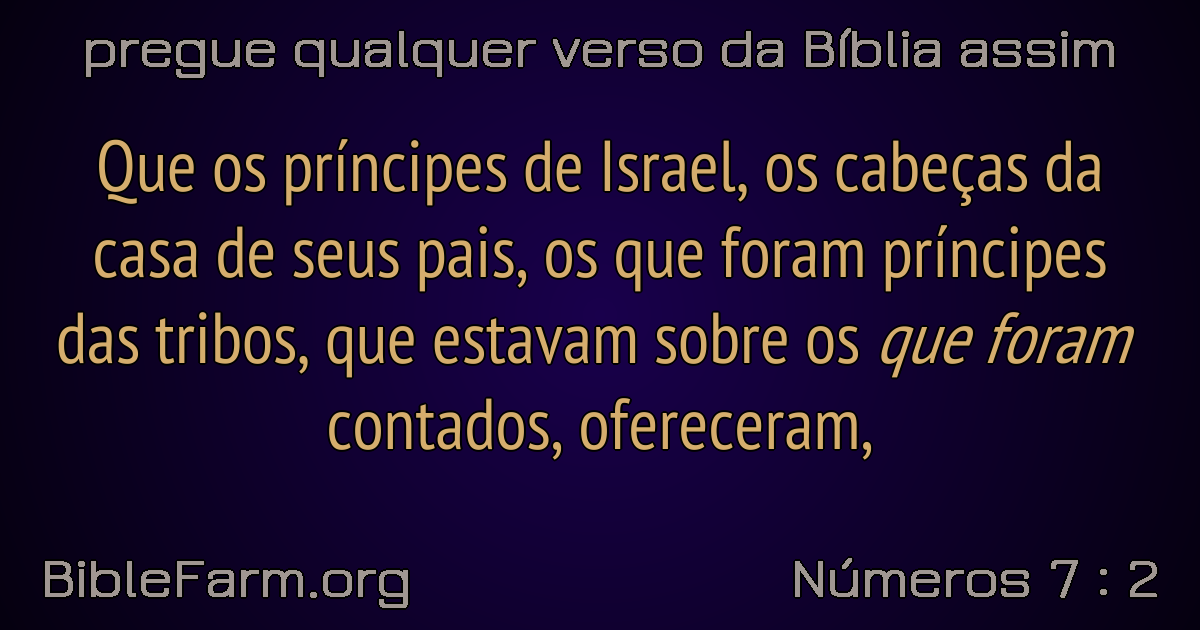 pregue qualquer verso da Bíblia assim
Que os príncipes de Israel, os cabeças da
casa de seus pais, os que foram príncipes
das tribos, que estavam sobre os que foram
contados, ofereceram,
BibleFarm.org
Números 7 : 2